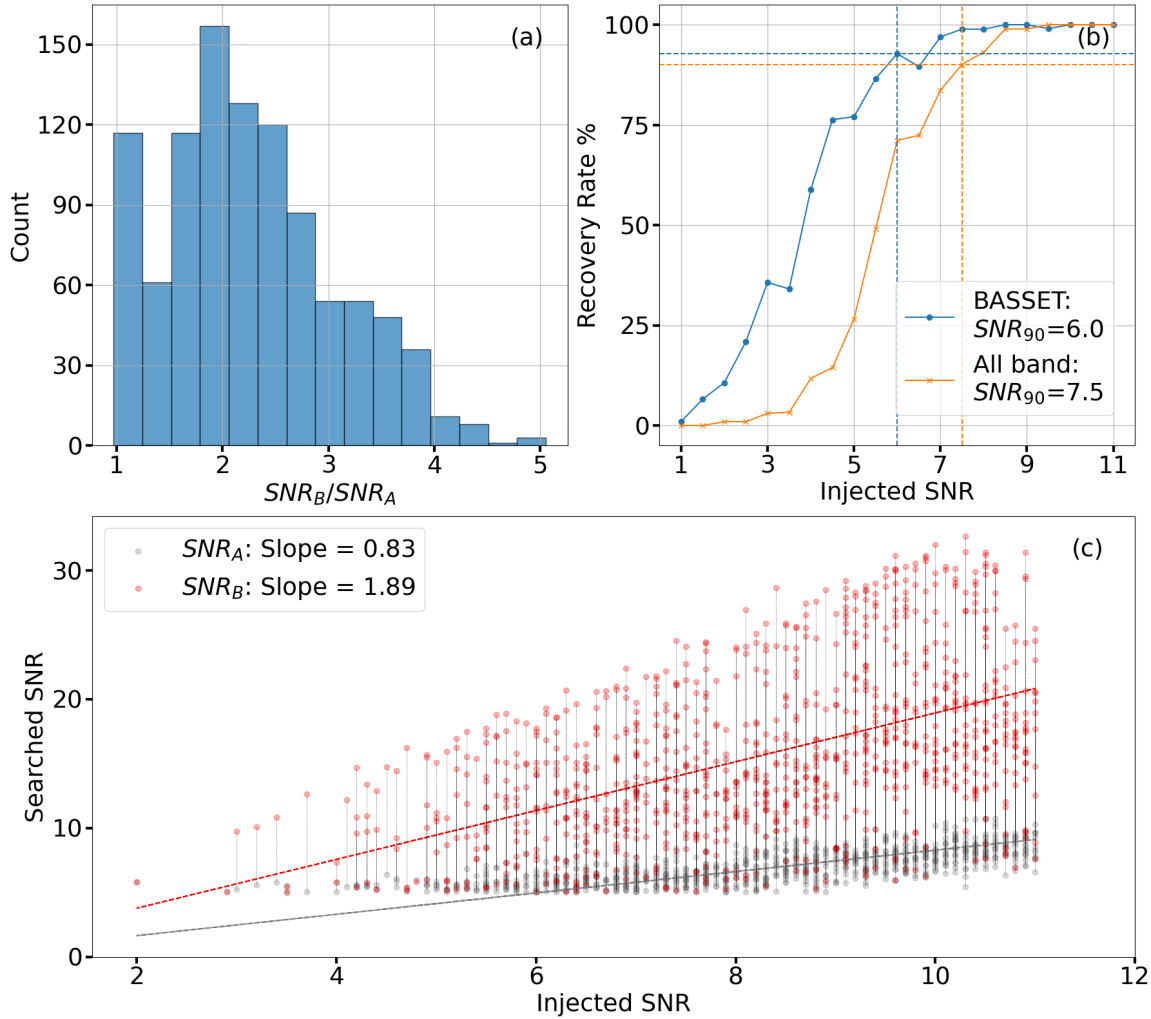 (a)
Count
150
120
90
60
30
0
1 2 3 4 5
SNR_B/SNR_A
(b)
Recovery Rate %
100
75
50
25
0
BASSET:
SNR_90=6.0
All band:
SNR_90=7.5
1 3 5 7 9 11
Injected SNR
(c)
SNR_A: Slope = 0.83
SNR_B: Slope = 1.89
Searched SNR
30
20
10
0
2 4 6 8 10 12
Injected SNR